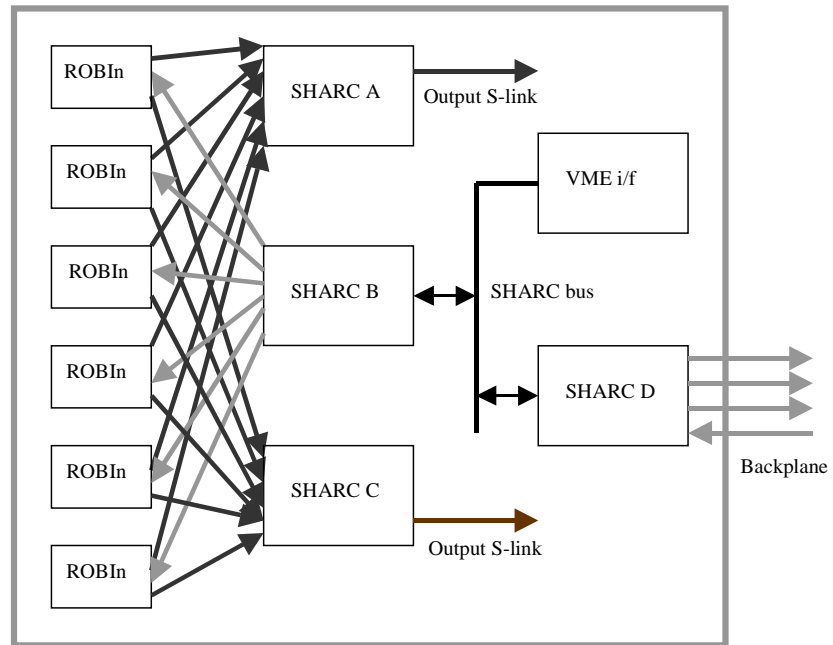 ROBIn
SHARC A
Output S-link
ROBIn
VME i/f
ROBIn
SHARC B
SHARC bus
ROBIn
SHARC D
ROBIn
SHARC C
Backplane
Output S-link
ROBIn